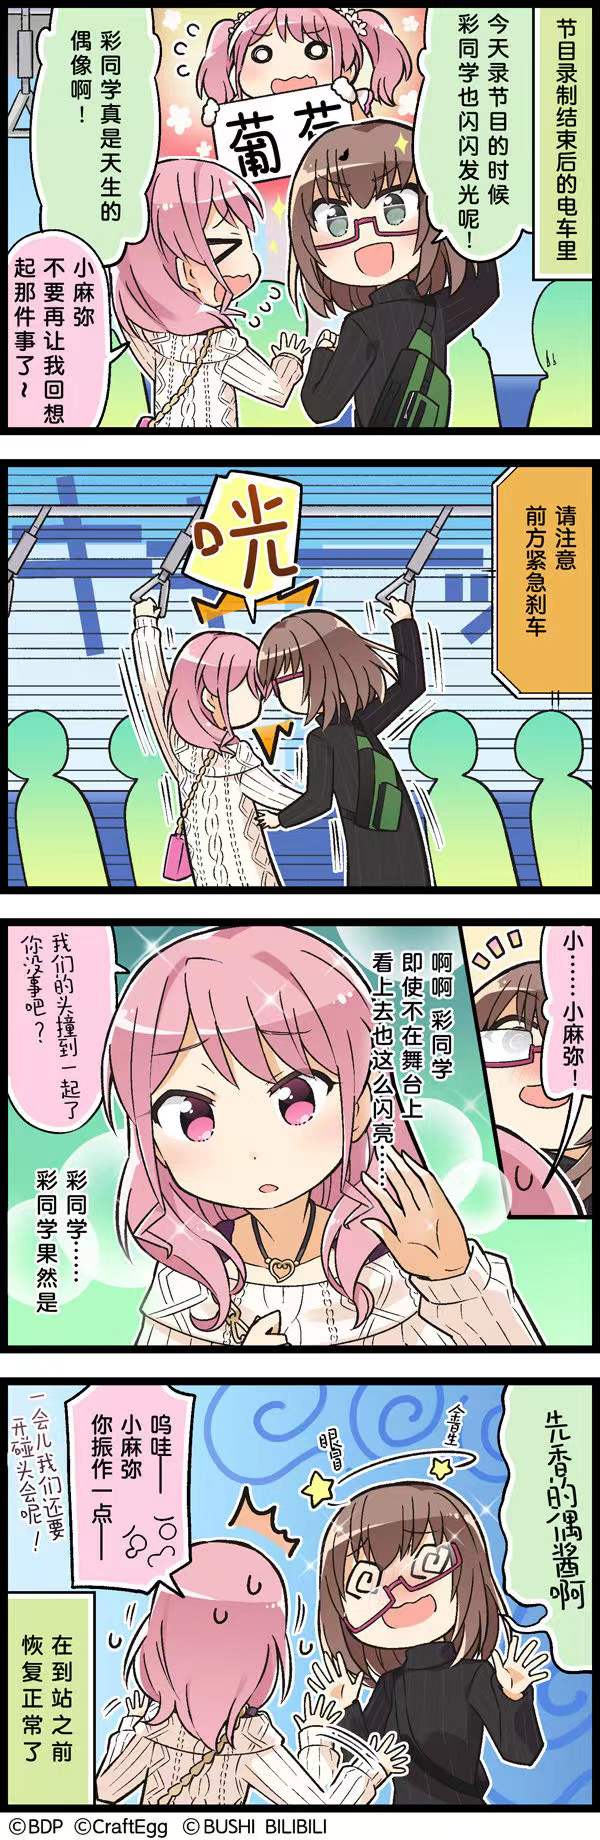 节目录制结束后的电车里
今天录节目的时候
彩同学也闪闪发光呢！
葡萄
彩同学真是天生的
偶像啊！
小麻弥
不要再让我回想
起那件事了~
请注意
前方紧急刹车
咣
小……小麻弥！
啊啊 彩同学
即使不在舞台上
看上去也这么闪亮……
我们的头撞到一起了
你没事吧？
彩同学……
彩同学果然是
先香的偶酱啊
金星
眼冒
呜哇——
小麻弥
你振作一点——
一会儿我们还要
开碰头会呢！
在到站之前
恢复正常了
©BDP ©CraftEgg ©BUSHI BILIBILI